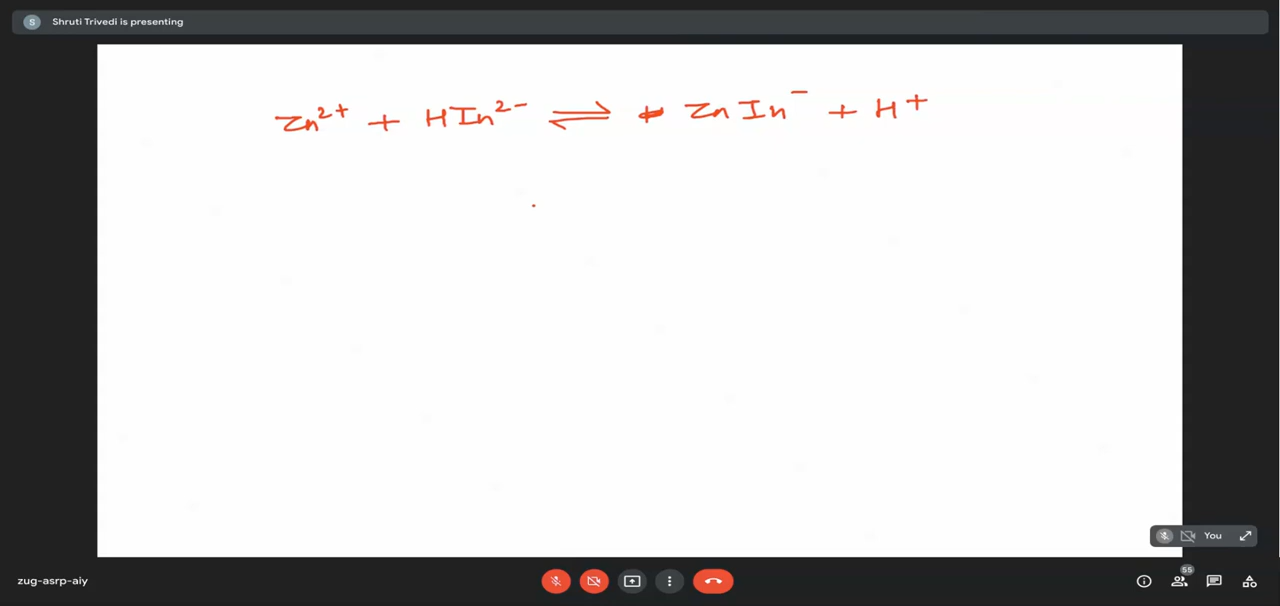 S Shruti Trivedi is presenting
Zn²⁺ + HIn²⁻ ⇌ ZnIn⁻ + H⁺
You
zug-asrp-aiy
55